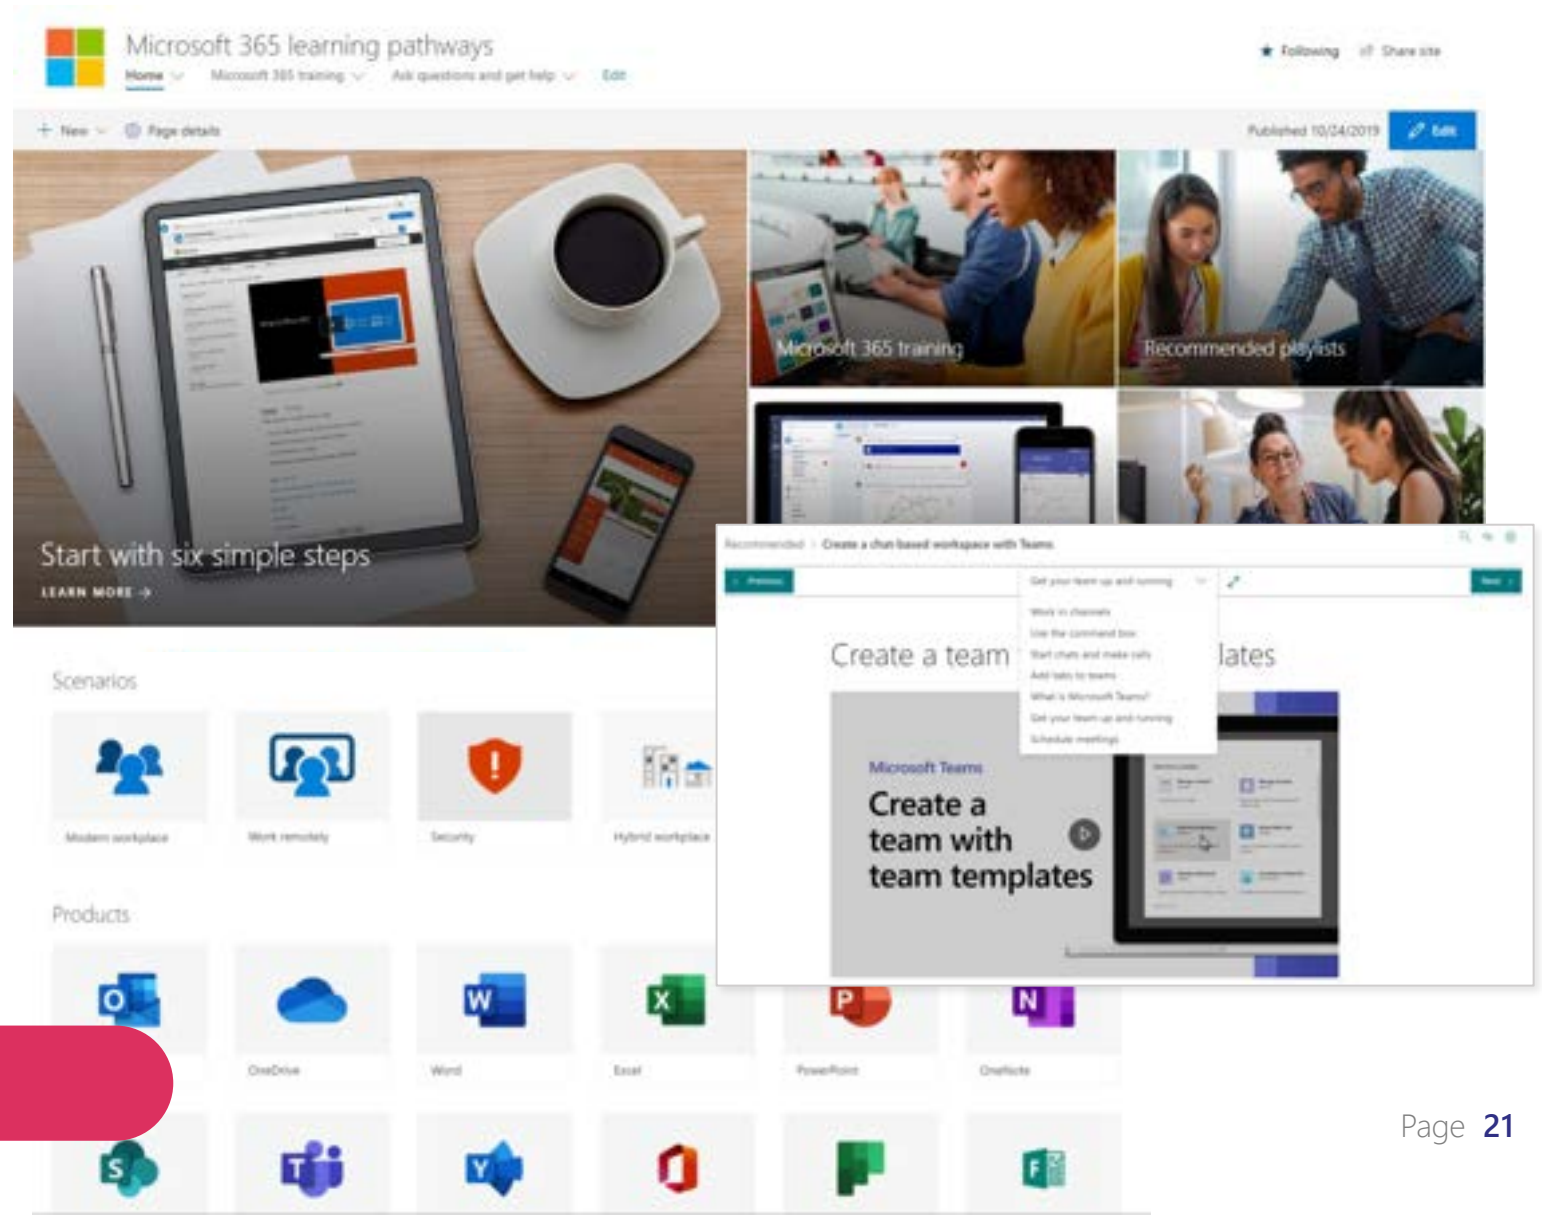 Microsoft 365 learning pathways
Home Microsoft 365 training Ask questions and get help Edit
Following Share site
New Page details
Published 10/24/2019 Edit
Microsoft 365 training
Recommended playlists
Start with six simple steps
LEARN MORE →
Recommended > Create a chat-based workspace with Teams
< Previous
Get your team up and running
Next >
Work in channels
Use the command box
Start chats and make calls
Add tabs to teams
What is Microsoft Teams?
Get your team up and running
Schedule meetings
Create a team lates
Microsoft Teams
Create a
team with
team templates
Scenarios
Modern workplace
Work remotely
Security
Hybrid workplace
Products
O
W
X
P
N
OneDrive
Word
Excel
PowerPoint
OneNote
S
T
Y
F
Page 21